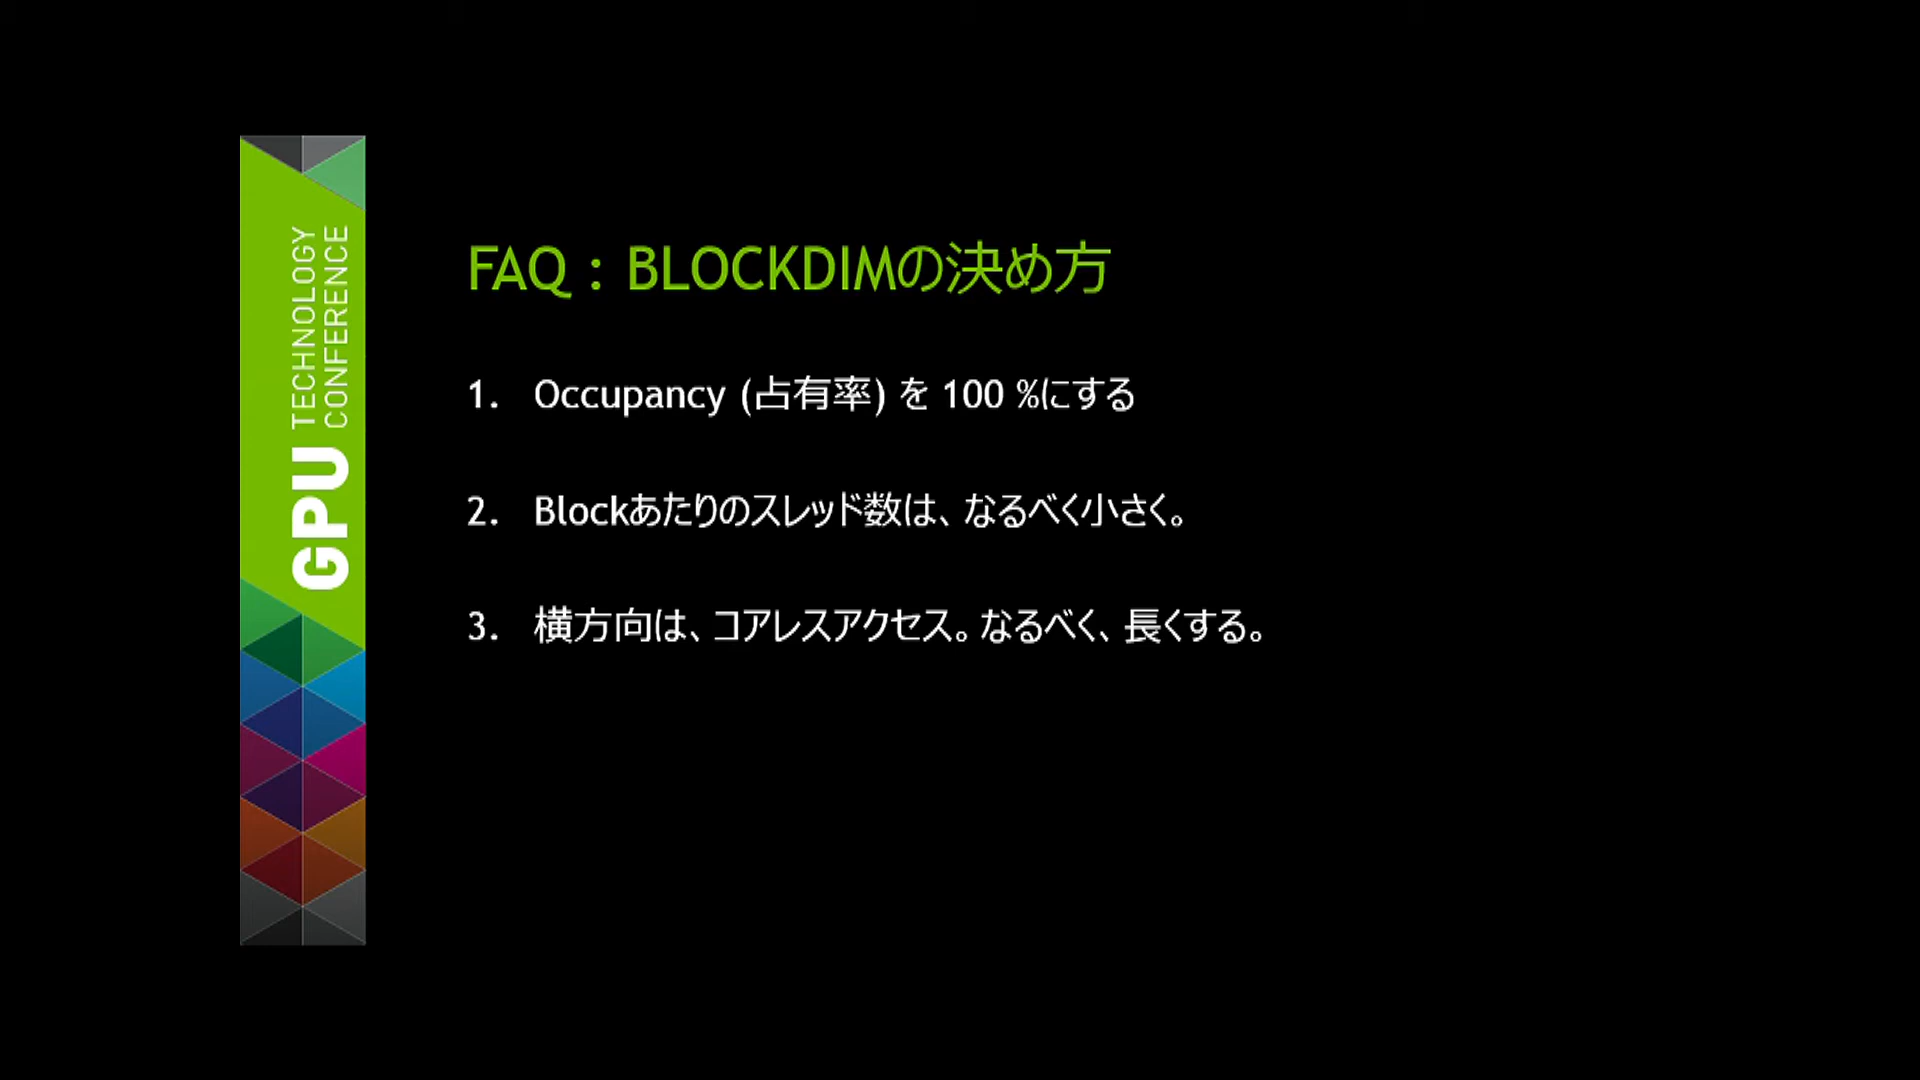 GPU TECHNOLOGY
CONFERENCE
FAQ : BLOCKDIMの決め方
1. Occupancy (占有率) を 100 %にする
2. Blockあたりのスレッド数は、なるべく小さく。
3. 横方向は、コアレスアクセス。なるべく、長くする。